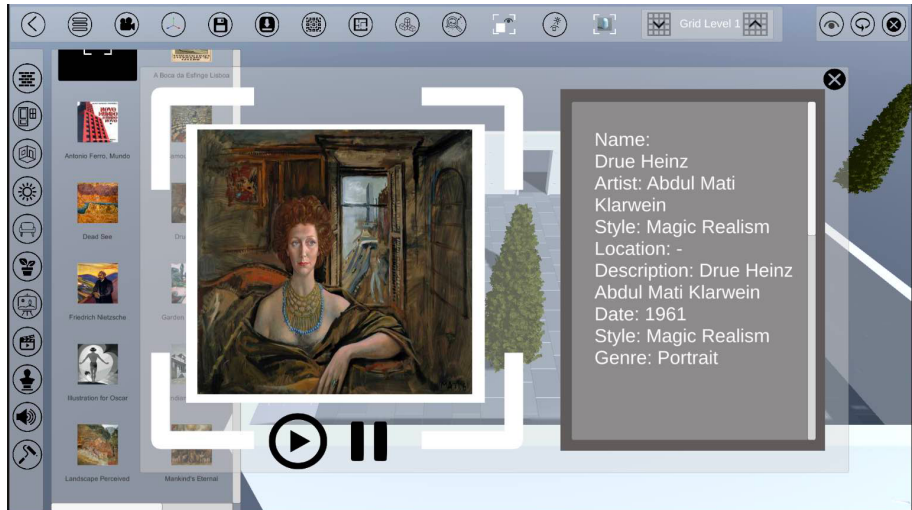 Grid Level 1
A Boca da Esfinge Lisboa
Antonio Ferro, Mundo
Dead See
Friedrich Nietzsche
Garden
Illustration for Oscar
Landscape Perceived
Mankind's Eternal
Name:
Drue Heinz
Artist: Abdul Mati
Klarwein
Style: Magic Realism
Location: -
Description: Drue Heinz
Abdul Mati Klarwein
Date: 1961
Style: Magic Realism
Genre: Portrait